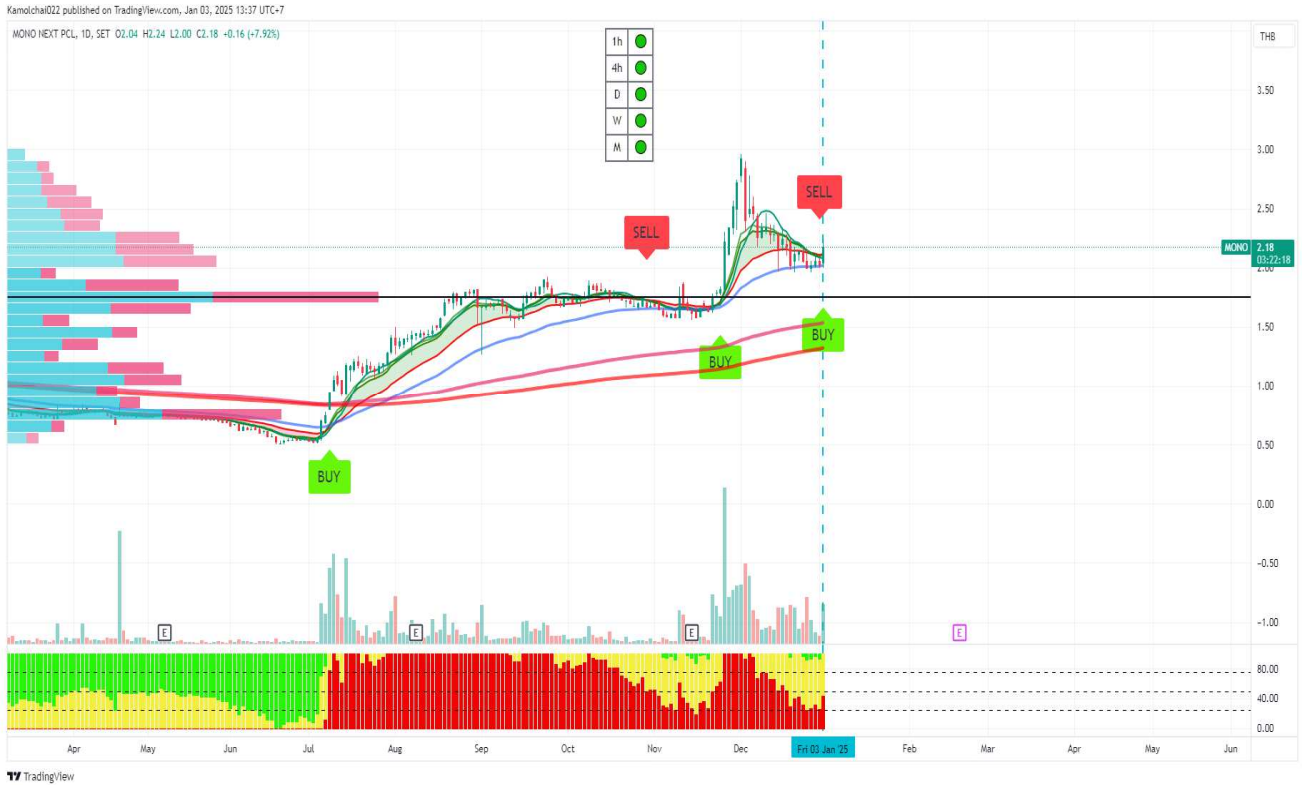 Kamolchai022 published on TradingView.com, Jan 03, 2025 13:37 UTC+7
MONO NEXT PCL, 1D, SET O2.04 H2.24 L2.00 C2.18 +0.16 (+7.92%)
THB
1h
4h
D
W
M
3.50
3.00
SELL
2.50
SELL
MONO 2.18
03:22:18
2.00
1.50
BUY
BUY
1.00
0.50
BUY
0.00
−0.50
−1.00
E
E
E
E
80.00
40.00
0.00
Apr May Jun Jul Aug Sep Oct Nov Dec Fri 03 Jan '25 Feb Mar Apr May Jun
TradingView